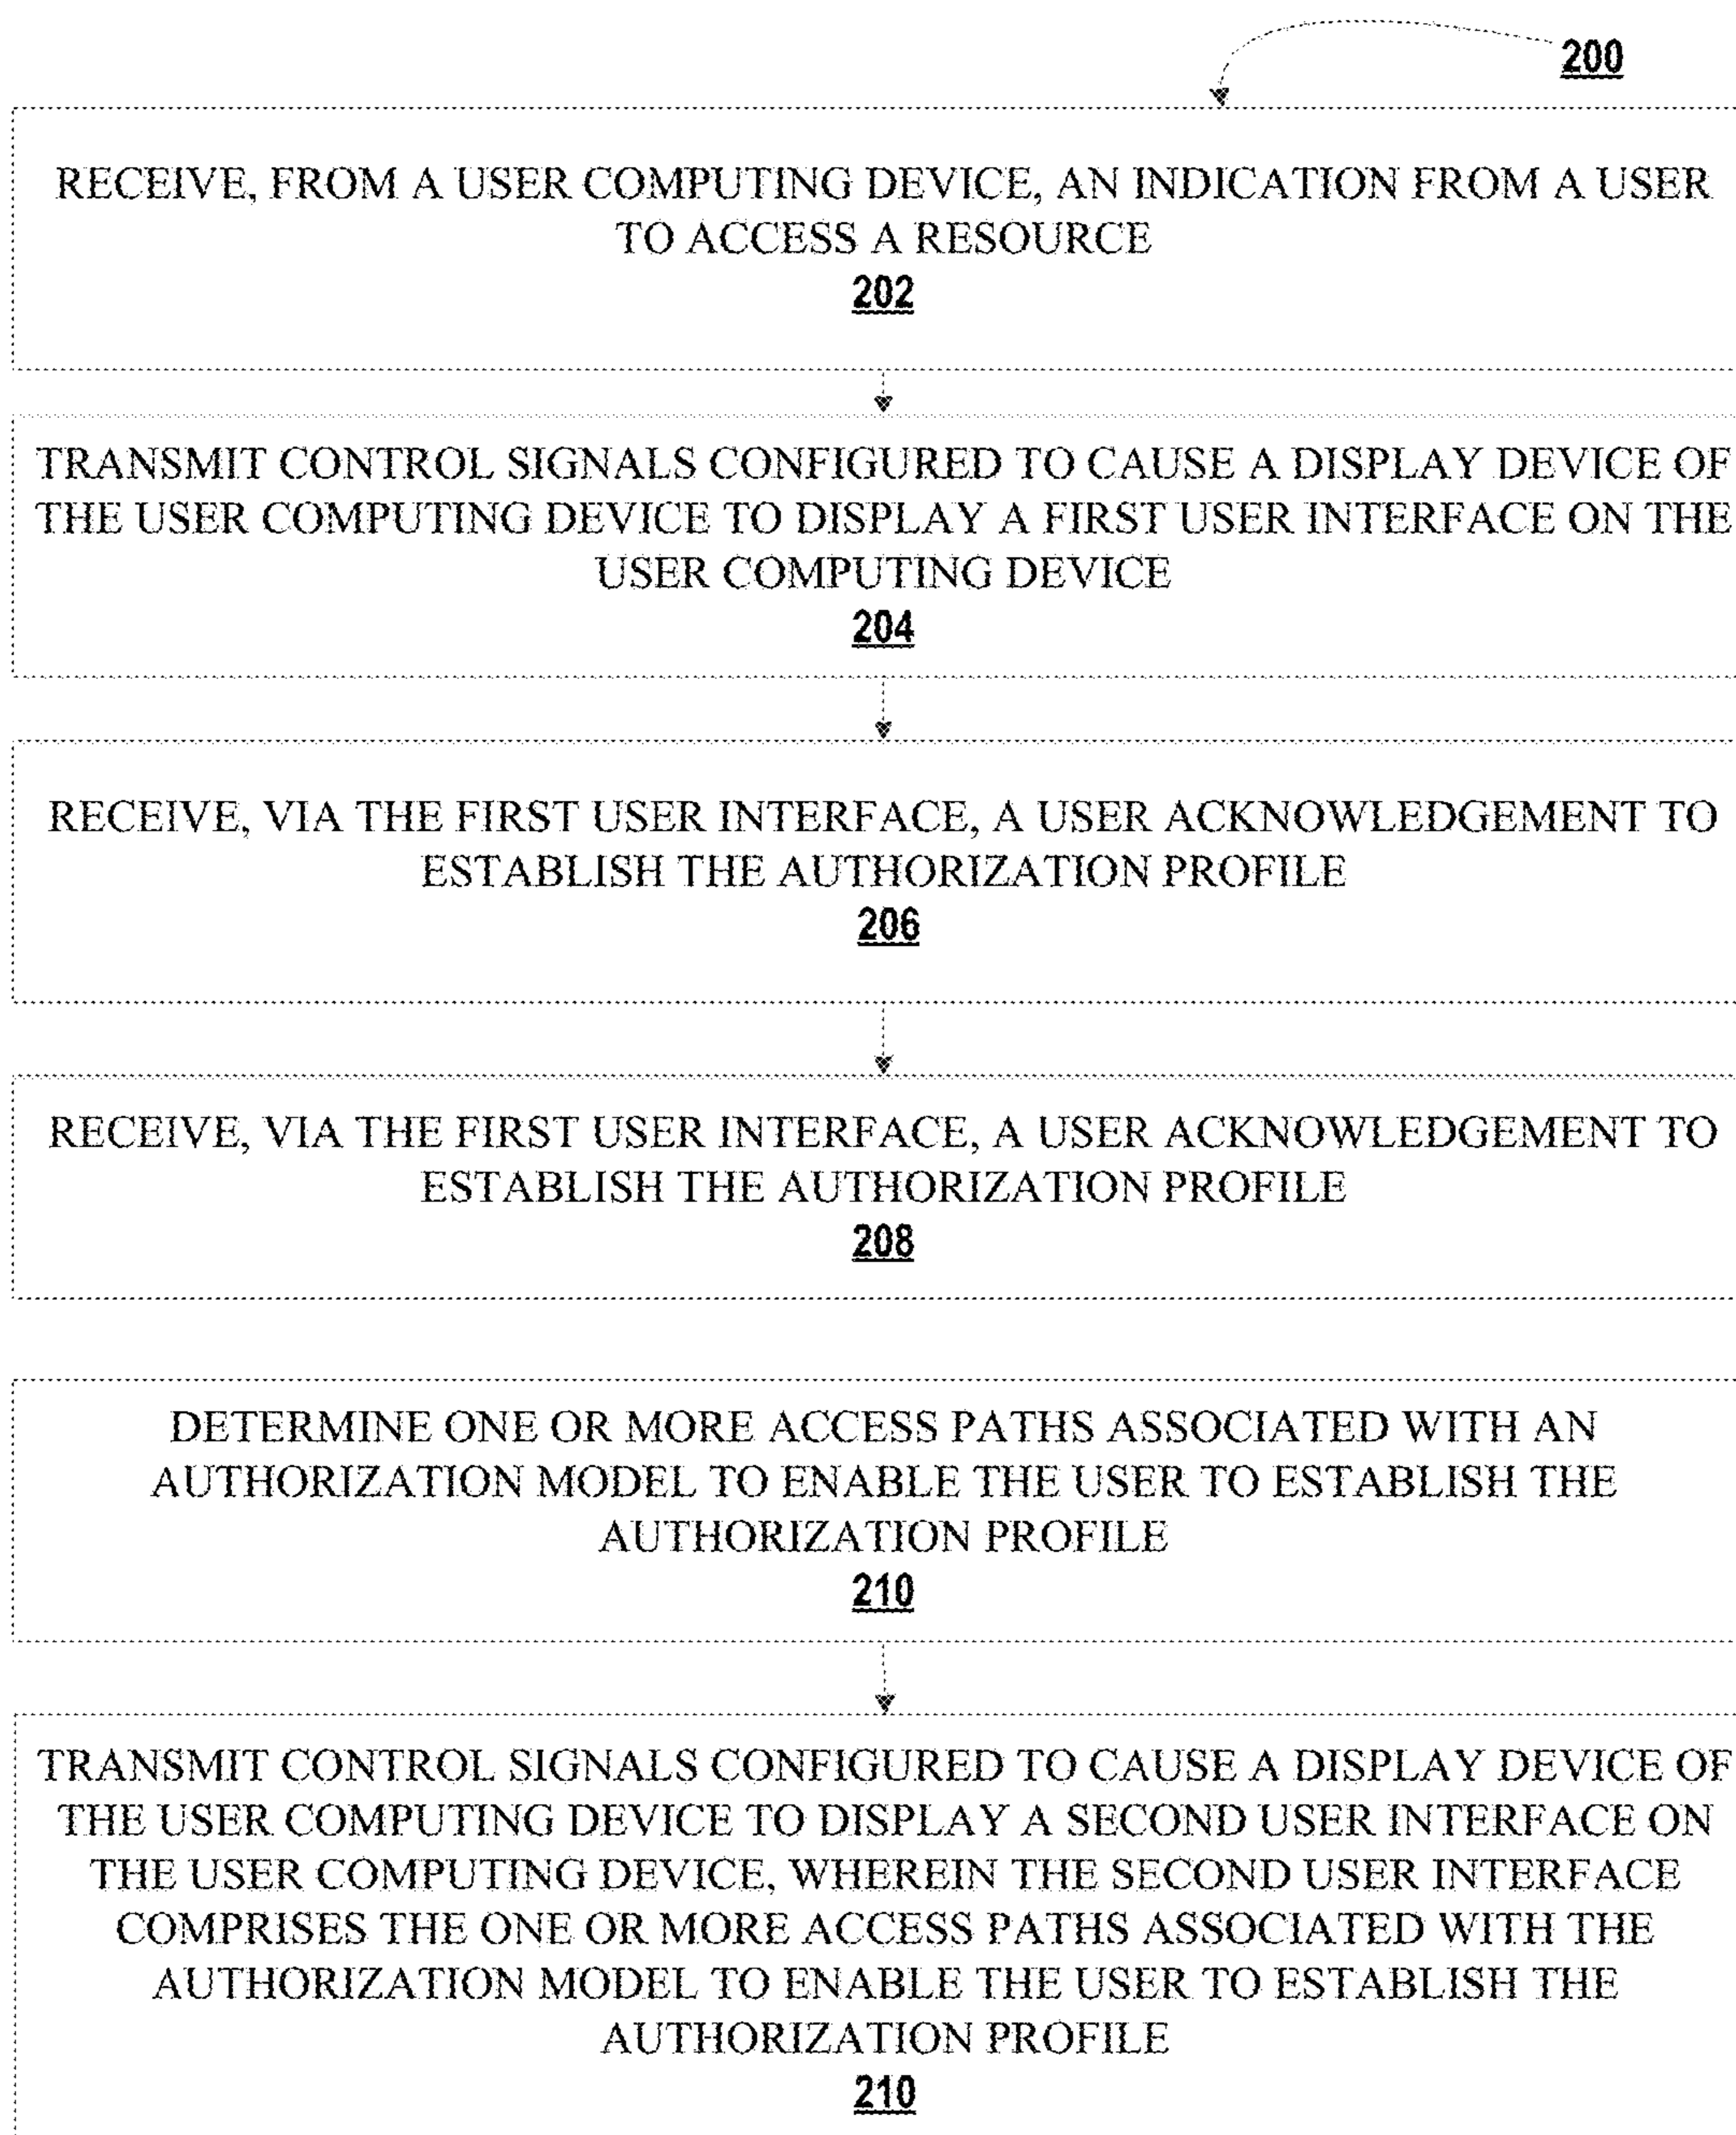 200
RECEIVE, FROM A USER COMPUTING DEVICE, AN INDICATION FROM A USER
TO ACCESS A RESOURCE
202
TRANSMIT CONTROL SIGNALS CONFIGURED TO CAUSE A DISPLAY DEVICE OF
THE USER COMPUTING DEVICE TO DISPLAY A FIRST USER INTERFACE ON THE
USER COMPUTING DEVICE
204
RECEIVE, VIA THE FIRST USER INTERFACE, A USER ACKNOWLEDGEMENT TO
ESTABLISH THE AUTHORIZATION PROFILE
206
RECEIVE, VIA THE FIRST USER INTERFACE, A USER ACKNOWLEDGEMENT TO
ESTABLISH THE AUTHORIZATION PROFILE
208
DETERMINE ONE OR MORE ACCESS PATHS ASSOCIATED WITH AN
AUTHORIZATION MODEL TO ENABLE THE USER TO ESTABLISH THE
AUTHORIZATION PROFILE
210
TRANSMIT CONTROL SIGNALS CONFIGURED TO CAUSE A DISPLAY DEVICE OF
THE USER COMPUTING DEVICE TO DISPLAY A SECOND USER INTERFACE ON
THE USER COMPUTING DEVICE, WHEREIN THE SECOND USER INTERFACE
COMPRISES THE ONE OR MORE ACCESS PATHS ASSOCIATED WITH THE
AUTHORIZATION MODEL TO ENABLE THE USER TO ESTABLISH THE
AUTHORIZATION PROFILE
210